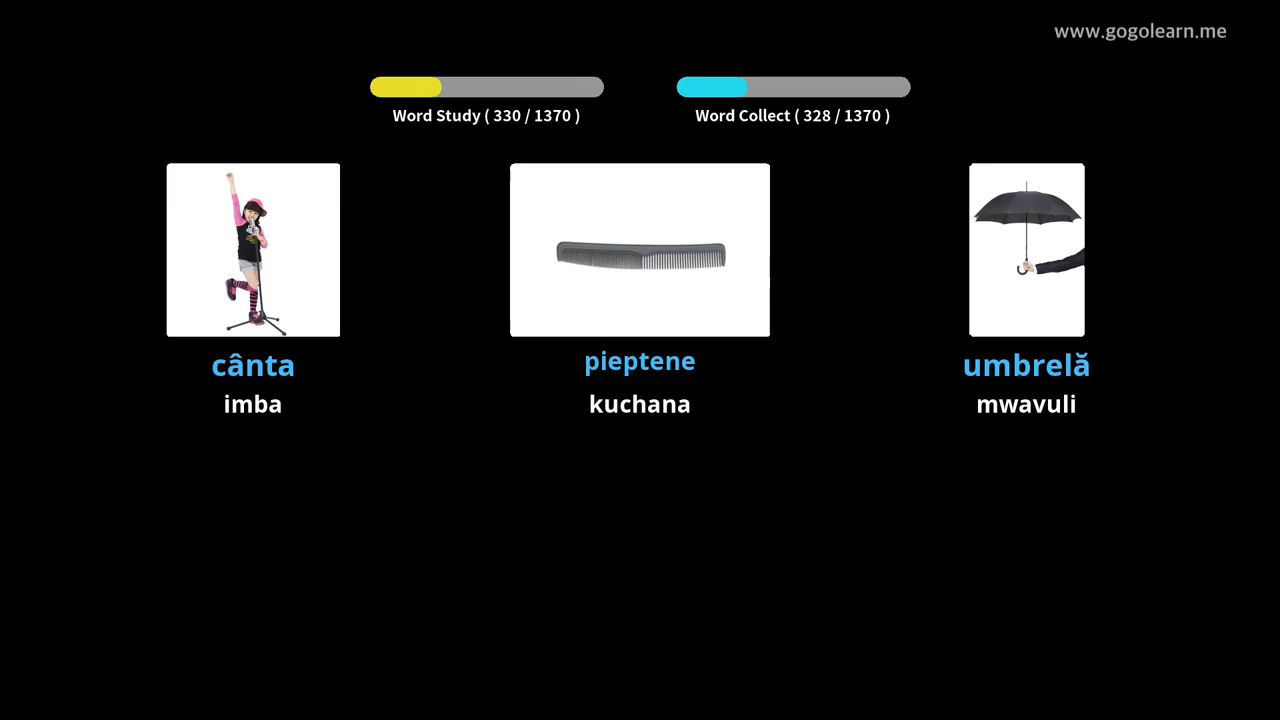 www.gogolearn.me
Word Study ( 330 / 1370 )
Word Collect ( 328 / 1370 )
cânta
pieptene
umbrelă
imba
kuchana
mwavuli